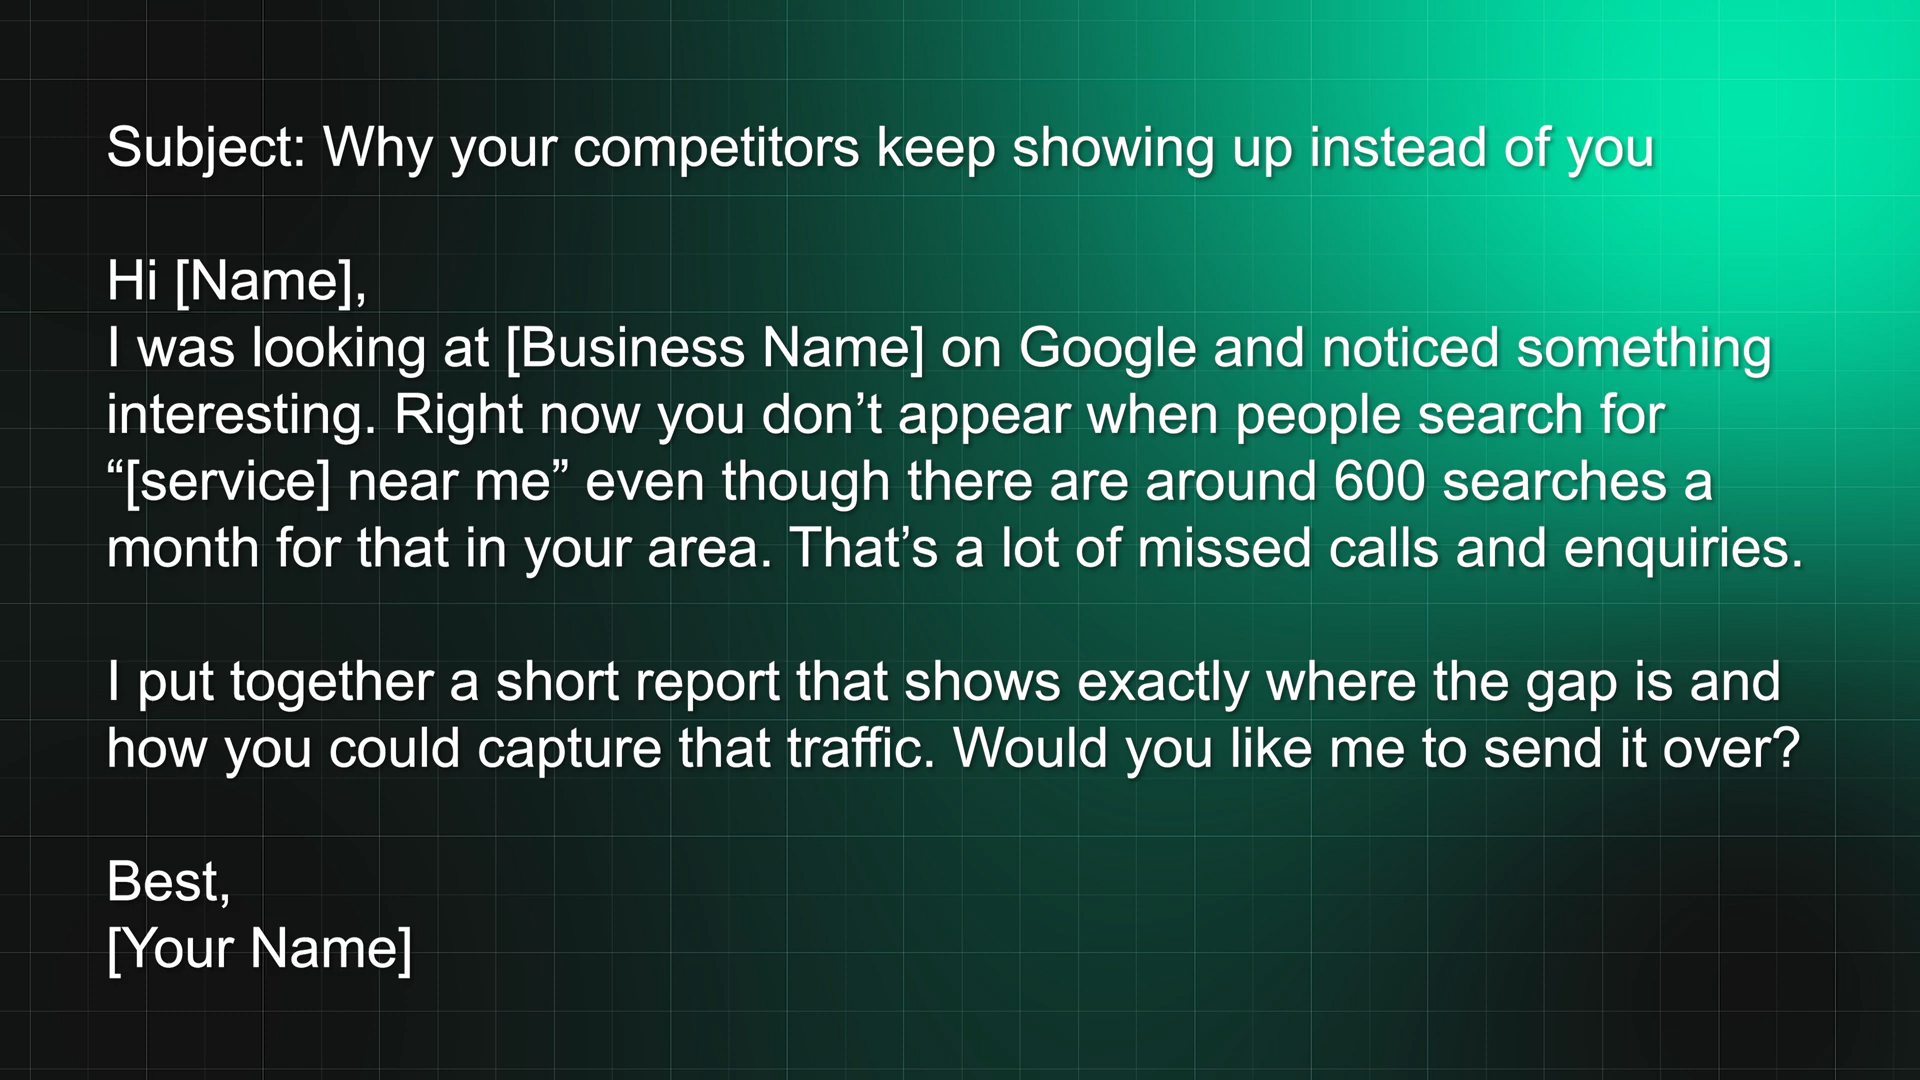 Subject: Why your competitors keep showing up instead of you
Hi [Name],
I was looking at [Business Name] on Google and noticed something
interesting. Right now you don’t appear when people search for
“[service] near me” even though there are around 600 searches a
month for that in your area. That’s a lot of missed calls and enquiries.
I put together a short report that shows exactly where the gap is and
how you could capture that traffic. Would you like me to send it over?
Best,
[Your Name]